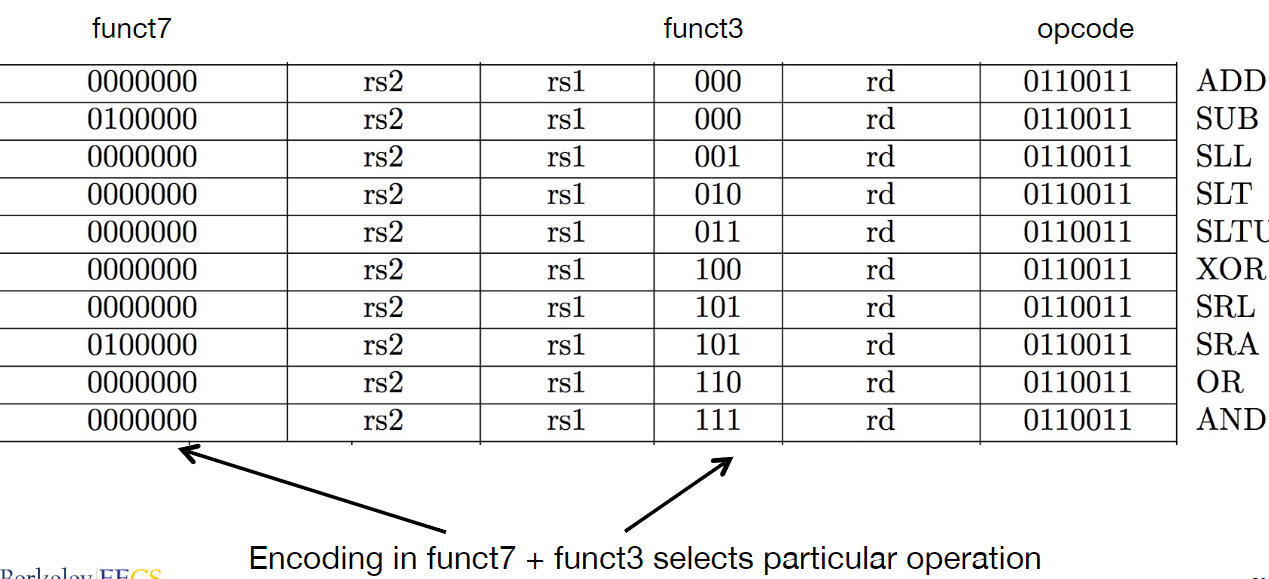 funct7 funct3 opcode
0000000 rs2 rs1 000 rd 0110011 ADD
0100000 rs2 rs1 000 rd 0110011 SUB
0000000 rs2 rs1 001 rd 0110011 SLL
0000000 rs2 rs1 010 rd 0110011 SLT
0000000 rs2 rs1 011 rd 0110011 SLTU
0000000 rs2 rs1 100 rd 0110011 XOR
0000000 rs2 rs1 101 rd 0110011 SRL
0100000 rs2 rs1 101 rd 0110011 SRA
0000000 rs2 rs1 110 rd 0110011 OR
0000000 rs2 rs1 111 rd 0110011 AND
Encoding in funct7 + funct3 selects particular operation
Berkeley EECS